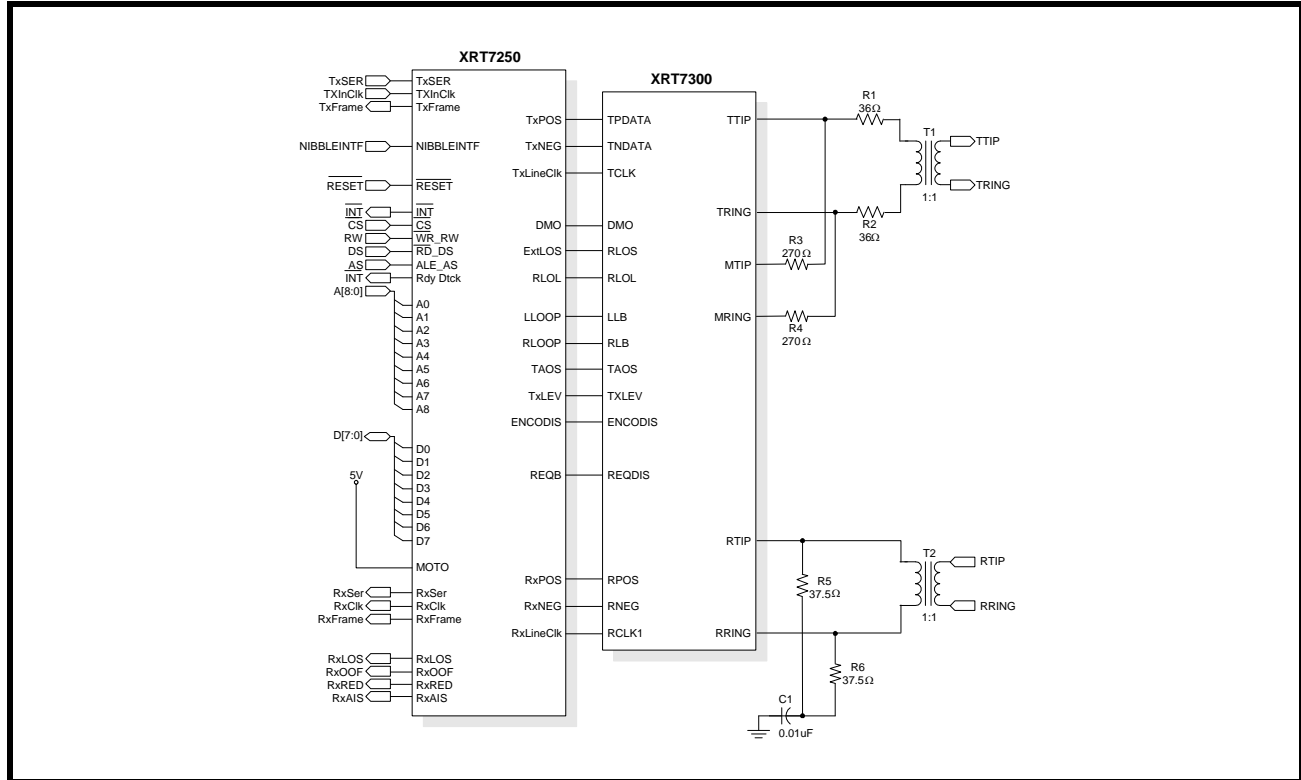 XRT7250
XRT7300
TxSER
TXInClk
TxFrame
NIBBLEINTF
RESET
INT
CS
RW
DS
AS
INT
A[8:0]
D[7:0]
5V
RxSer
RxClk
RxFrame
RxLOS
RxOOF
RxRED
RxAIS
TxSER
TXInClk
TxFrame
NIBBLEINTF
RESET
INT
CS
WR_RW
RD_DS
ALE_AS
Rdy Dtck
A0
A1
A2
A3
A4
A5
A6
A7
A8
D0
D1
D2
D3
D4
D5
D6
D7
MOTO
RxSer
RxClk
RxFrame
RxLOS
RxOOF
RxRED
RxAIS
TxPOS
TxNEG
TxLineClk
DMO
ExtLOS
RLOL
LLOOP
RLOOP
TAOS
TxLEV
ENCODIS
REQB
RxPOS
RxNEG
RxLineClk
TPDATA
TNDATA
TCLK
DMO
RLOS
RLOL
LLB
RLB
TAOS
TXLEV
ENCODIS
REQDIS
RPOS
RNEG
RCLK1
TTIP
TRING
MTIP
MRING
RTIP
RRING
R1
36Ω
T1
TTIP
TRING
1:1
R2
36Ω
R3
270Ω
R4
270Ω
T2
RTIP
RRING
1:1
R5
37.5Ω
R6
37.5Ω
C1
0.01uF